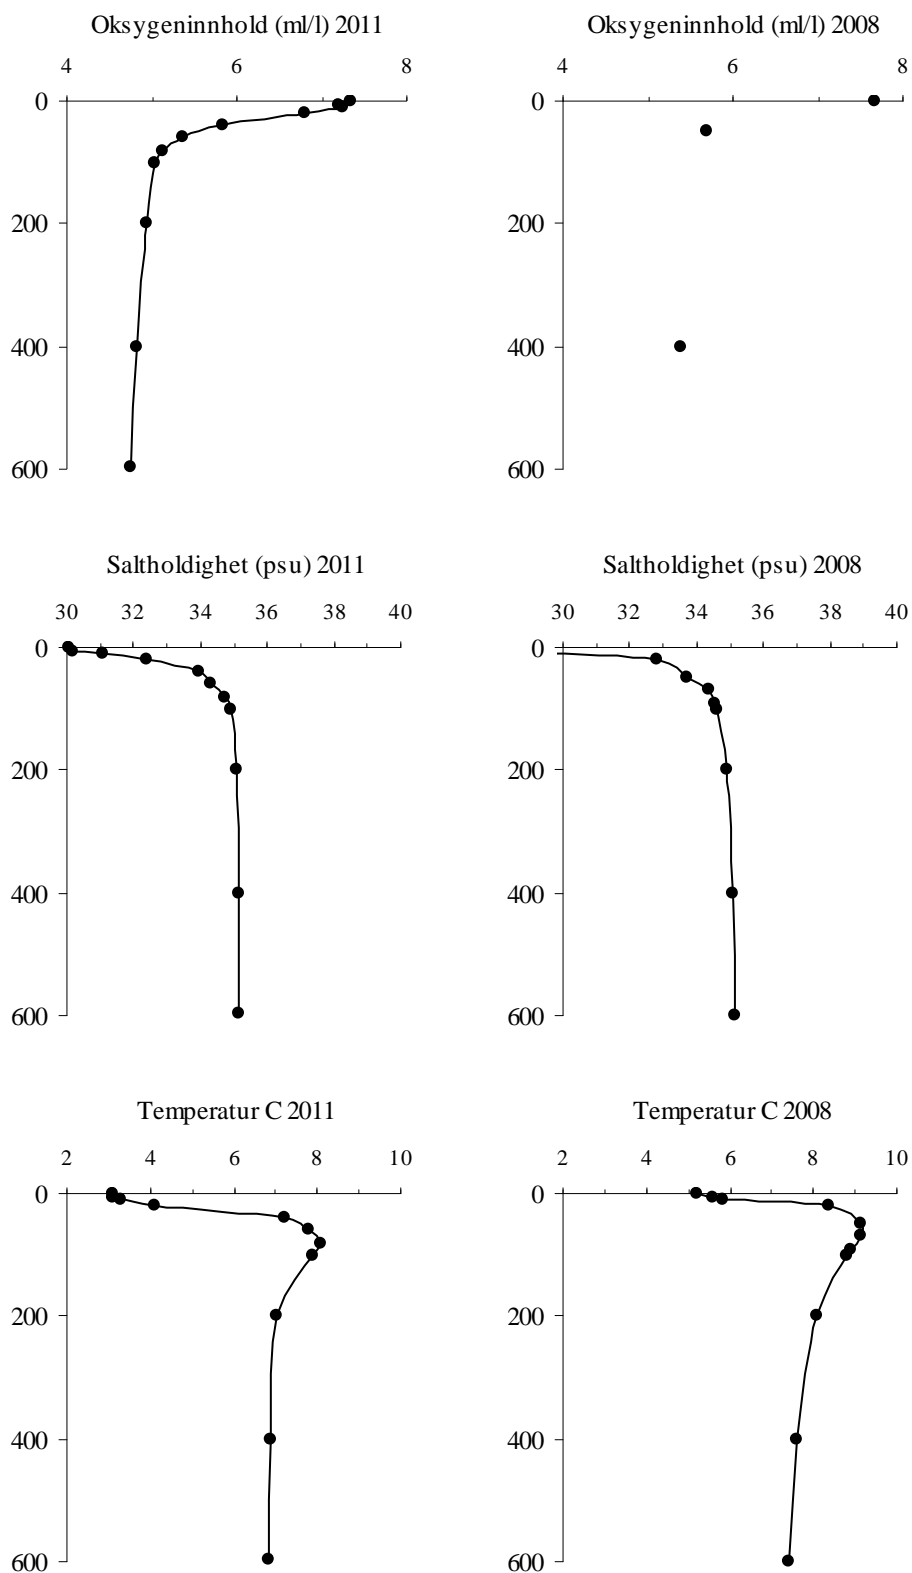 Oksygeninnhold (ml/l) 2011
4 6 8
0
200
400
600
Oksygeninnhold (ml/l) 2008
4 6 8
0
200
400
600
Saltholdighet (psu) 2011
30 32 34 36 38 40
0
200
400
600
Saltholdighet (psu) 2008
30 32 34 36 38 40
0
200
400
600
Temperatur C 2011
2 4 6 8 10
0
200
400
600
Temperatur C 2008
2 4 6 8 10
0
200
400
600